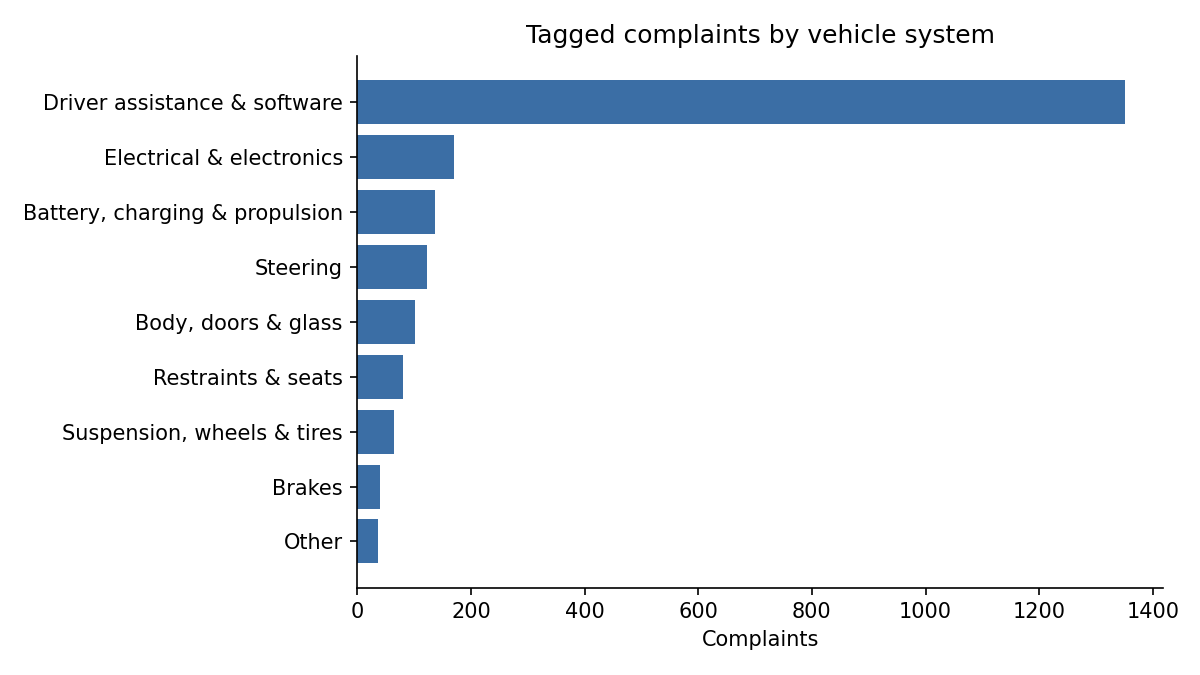 Tagged complaints by vehicle system
Driver assistance & software
Electrical & electronics
Battery, charging & propulsion
Steering
Body, doors & glass
Restraints & seats
Suspension, wheels & tires
Brakes
Other
0 200 400 600 800 1000 1200 1400
Complaints